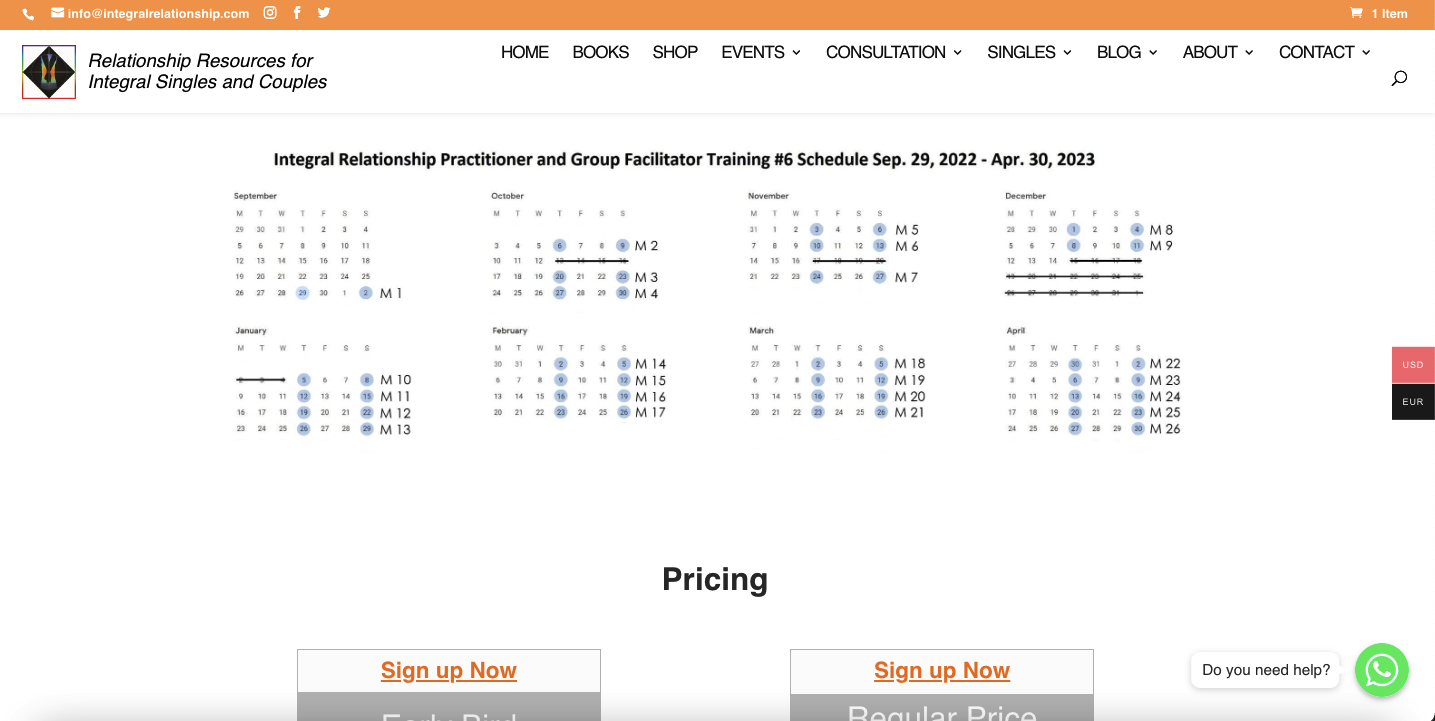 info@integralrelationship.com
1 Item
Relationship Resources for
Integral Singles and Couples
HOME BOOKS SHOP EVENTS CONSULTATION SINGLES BLOG ABOUT CONTACT
Integral Relationship Practitioner and Group Facilitator Training #6 Schedule Sep. 29, 2022 - Apr. 30, 2023
September
M T W T F S S
29 30 31 1 2 3 4
5 6 7 8 9 10 11
12 13 14 15 16 17 18
19 20 21 22 23 24 25
26 27 28 29 30 1 2 M 1
October
M T W T F S S
3 4 5 6 7 8 9 M 2
10 11 12 13 14 15 16
17 18 19 20 21 22 23 M 3
24 25 26 27 28 29 30 M 4
November
M T W T F S S
31 1 2 3 4 5 6 M 5
7 8 9 10 11 12 13 M 6
14 15 16 17 18 19 20
21 22 23 24 25 26 27 M 7
December
M T W T F S S
28 29 30 1 2 3 4 M 8
5 6 7 8 9 10 11 M 9
12 13 14 15 16 17 18
19 20 21 22 23 24 25
26 27 28 29 30 31 1
January
M T W T F S S
2 3 4 5 6 7 8 M 10
9 10 11 12 13 14 15 M 11
16 17 18 19 20 21 22 M 12
23 24 25 26 27 28 29 M 13
February
M T W T F S S
30 31 1 2 3 4 5 M 14
6 7 8 9 10 11 12 M 15
13 14 15 16 17 18 19 M 16
20 21 22 23 24 25 26 M 17
March
M T W T F S S
27 28 1 2 3 4 5 M 18
6 7 8 9 10 11 12 M 19
13 14 15 16 17 18 19 M 20
20 21 22 23 24 25 26 M 21
April
M T W T F S S
27 28 29 30 31 1 2 M 22
3 4 5 6 7 8 9 M 23
10 11 12 13 14 15 16 M 24
17 18 19 20 21 22 23 M 25
24 25 26 27 28 29 30 M 26
USD
EUR
Pricing
Sign up Now
Early Bird
Sign up Now
Regular Price
Do you need help?